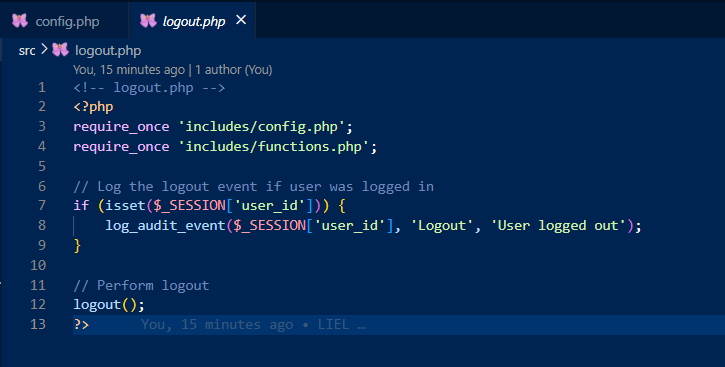 config.php
logout.php ×
src > logout.php
You, 15 minutes ago | 1 author (You)
1 <!-- logout.php -->
2 <?php
3 require_once 'includes/config.php';
4 require_once 'includes/functions.php';
5
6 // Log the logout event if user was logged in
7 if (isset($_SESSION['user_id'])) {
8     log_audit_event($_SESSION['user_id'], 'Logout', 'User logged out');
9 }
10
11 // Perform logout
12 logout();
13 ?> You, 15 minutes ago • LIEL …